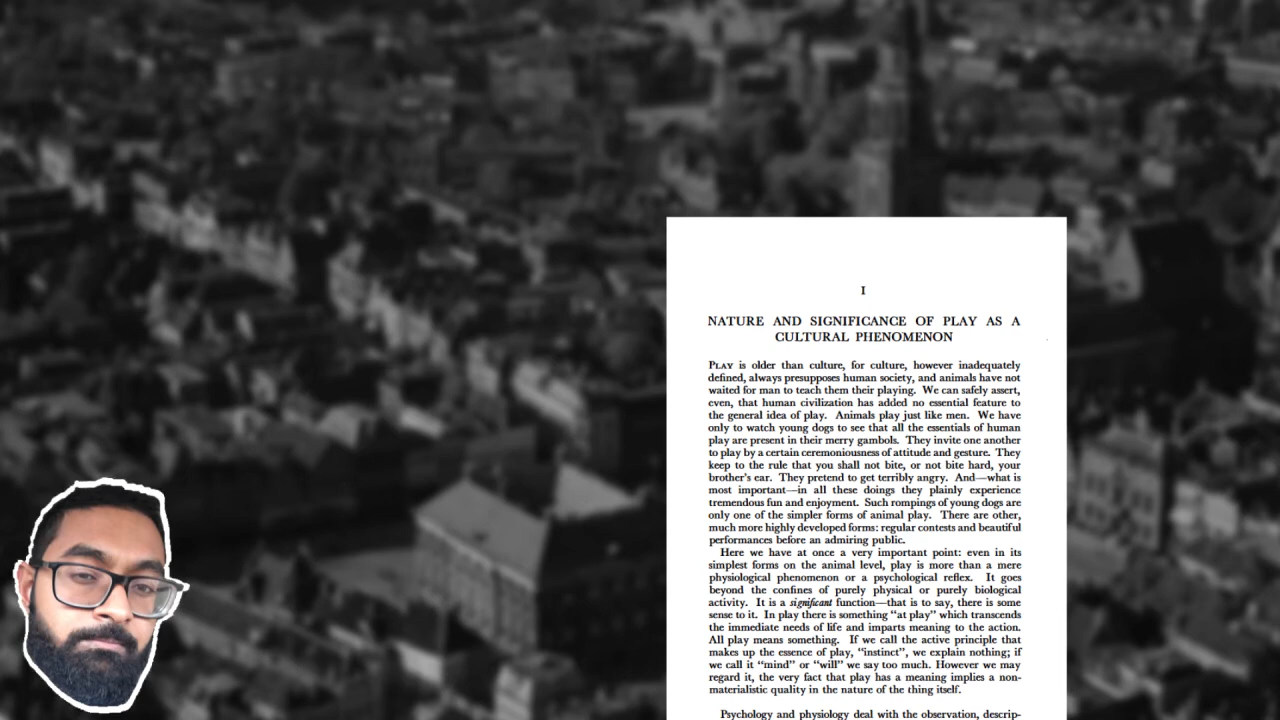 I
NATURE AND SIGNIFICANCE OF PLAY AS A
CULTURAL PHENOMENON
PLAY is older than culture, for culture, however inadequately
defined, always presupposes human society, and animals have not
waited for man to teach them their playing. We can safely assert,
even, that human civilization has added no essential feature to
the general idea of play. Animals play just like men. We have
only to watch young dogs to see that all the essentials of human
play are present in their merry gambols. They invite one another
to play by a certain ceremoniousness of attitude and gesture. They
keep to the rule that you shall not bite, or not bite hard, your
brother's ear. They pretend to get terribly angry. And—what is
most important—in all these doings they plainly experience
tremendous fun and enjoyment. Such rompings of young dogs are
only one of the simpler forms of animal play. There are other,
much more highly developed forms: regular contests and beautiful
performances before an admiring public.
Here we have at once a very important point: even in its
simplest forms on the animal level, play is more than a mere
physiological phenomenon or a psychological reflex. It goes
beyond the confines of purely physical or purely biological
activity. It is a significant function—that is to say, there is some
sense to it. In play there is something “at play” which transcends
the immediate needs of life and imparts meaning to the action.
All play means something. If we call the active principle that
makes up the essence of play, “instinct”, we explain nothing; if
we call it “mind” or “will” we say too much. However we may
regard it, the very fact that play has a meaning implies a non-
materialistic quality in the nature of the thing itself.
Psychology and physiology deal with the observation, descrip-